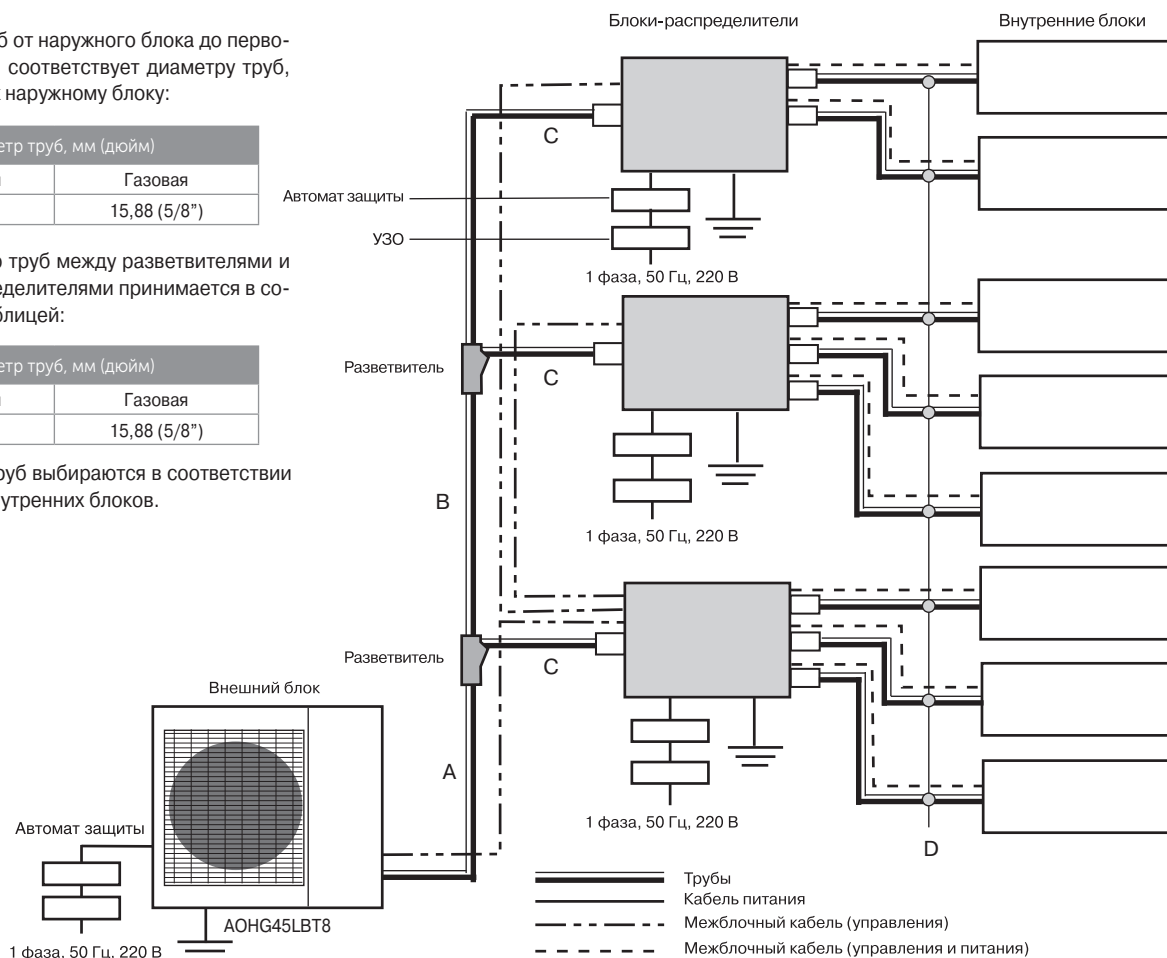 б от наружного блока до перво-
соответствует диаметру труб,
к наружному блоку:
етр труб, мм (дюйм)
Газовая
15,88 (5/8”)
труб между разветвителями и
еделителями принимается в со-
блицей:
етр труб, мм (дюйм)
Газовая
15,88 (5/8”)
труб выбираются в соответствии
утренних блоков.
Блоки-распределители
Внутренние блоки
C
Автомат защиты
УЗО
1 фаза, 50 Гц, 220 В
Разветвитель
C
B
1 фаза, 50 Гц, 220 В
Разветвитель
C
Внешний блок
A
1 фаза, 50 Гц, 220 В
D
Автомат защиты
AOHG45LBT8
1 фаза, 50 Гц, 220 В
Трубы
Кабель питания
Межблочный кабель (управления)
Межблочный кабель (управления и питания)